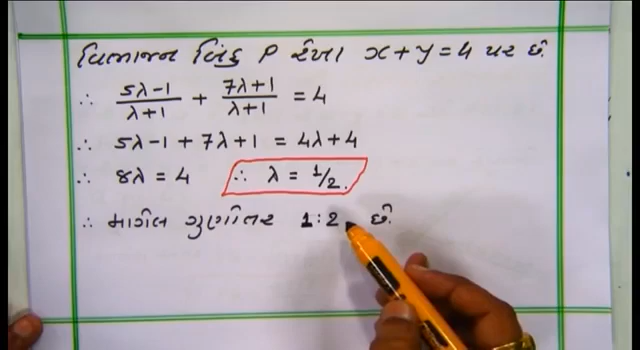 વિભાજન બિંદુ P રેખા x+y=4 પર છે.
∴ (5λ-1)/(λ+1) + (7λ+1)/(λ+1) = 4
∴ 5λ-1+7λ+1 = 4λ+4
∴ 8λ = 4 ∴ λ = 1/2.
∴ માગેલ ગુણોત્તર 1:2 છે.